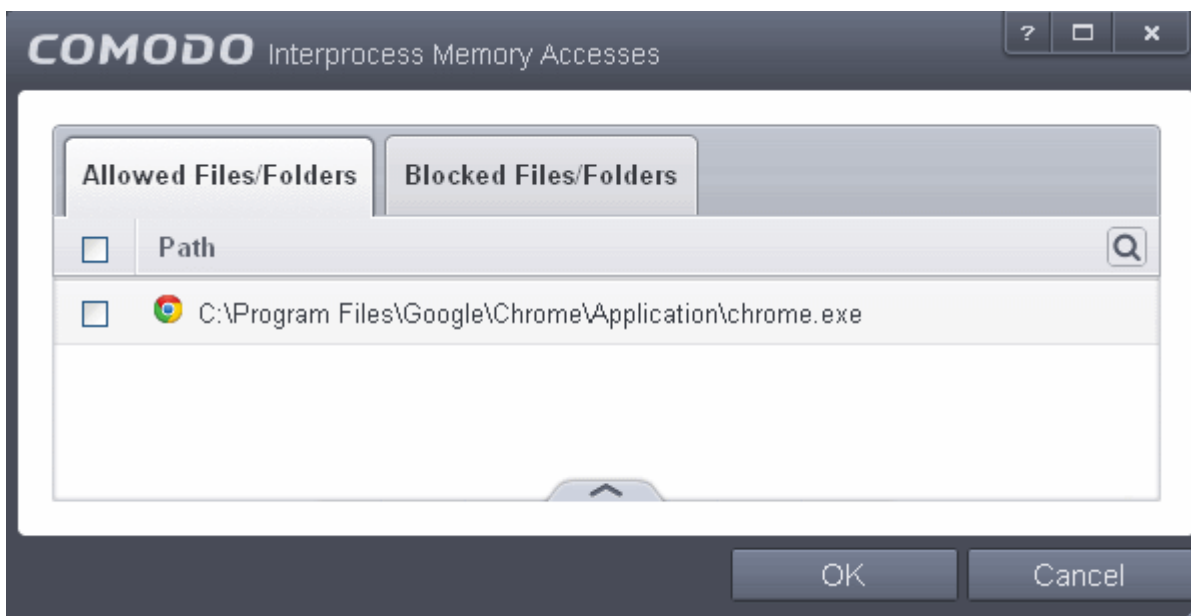 COMODO Interprocess Memory Accesses
?
Allowed Files/Folders Blocked Files/Folders
Path
C:\Program Files\Google\Chrome\Application\chrome.exe
OK Cancel